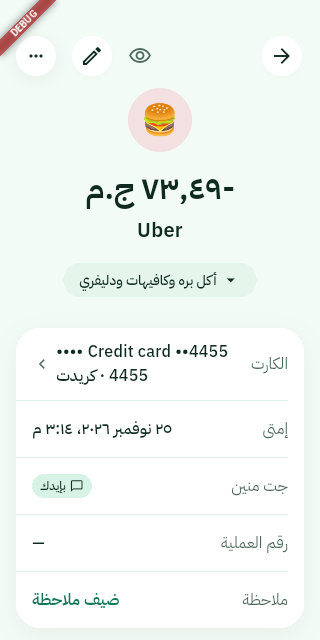 DEBUG
-٧٣,٤٩ ج.م
Uber
أكل بره وكافيهات ودليفري
الكارت
•••• Credit card ••4455
كريدت · 4455
إمتى
٢٥ نوفمبر ٢٠٢٦، ٣:١٤ م
جت منين
بإيدك
رقم العملية
—
ملاحظة
ضيف ملاحظة